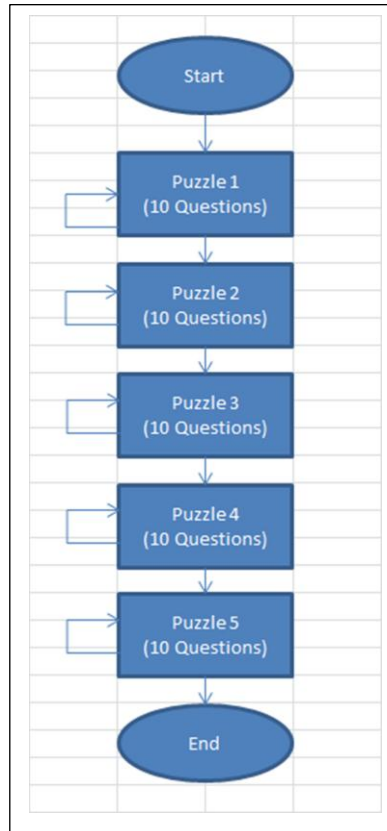 Start
Puzzle 1
(10 Questions)
Puzzle 2
(10 Questions)
Puzzle 3
(10 Questions)
Puzzle 4
(10 Questions)
Puzzle 5
(10 Questions)
End